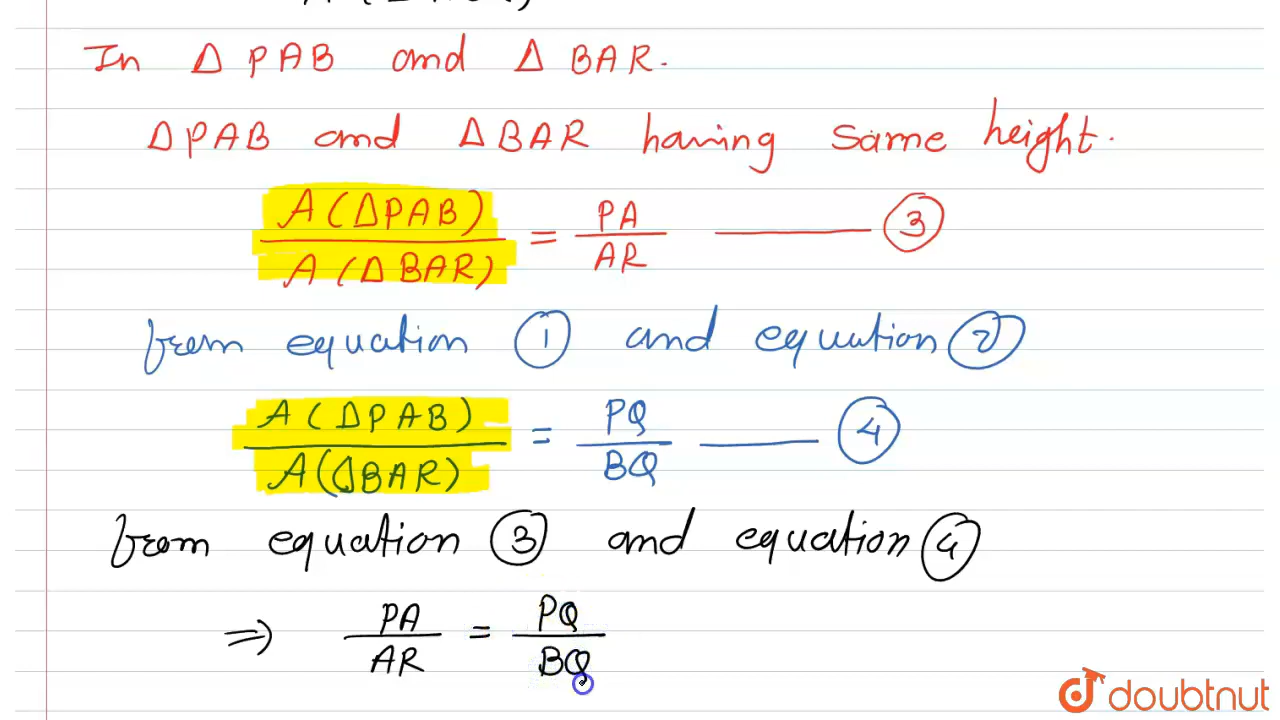 In Δ PAB and Δ BAR.
ΔPAB and ΔBAR having same height.
A(ΔPAB) / A(ΔBAR) = PA / AR —— ③
from equation ① and equation ②
A(ΔPAB) / A(ΔBAR) = PQ / BQ —— ④
from equation ③ and equation ④
⇒ PA / AR = PQ / BQ
doubtnut